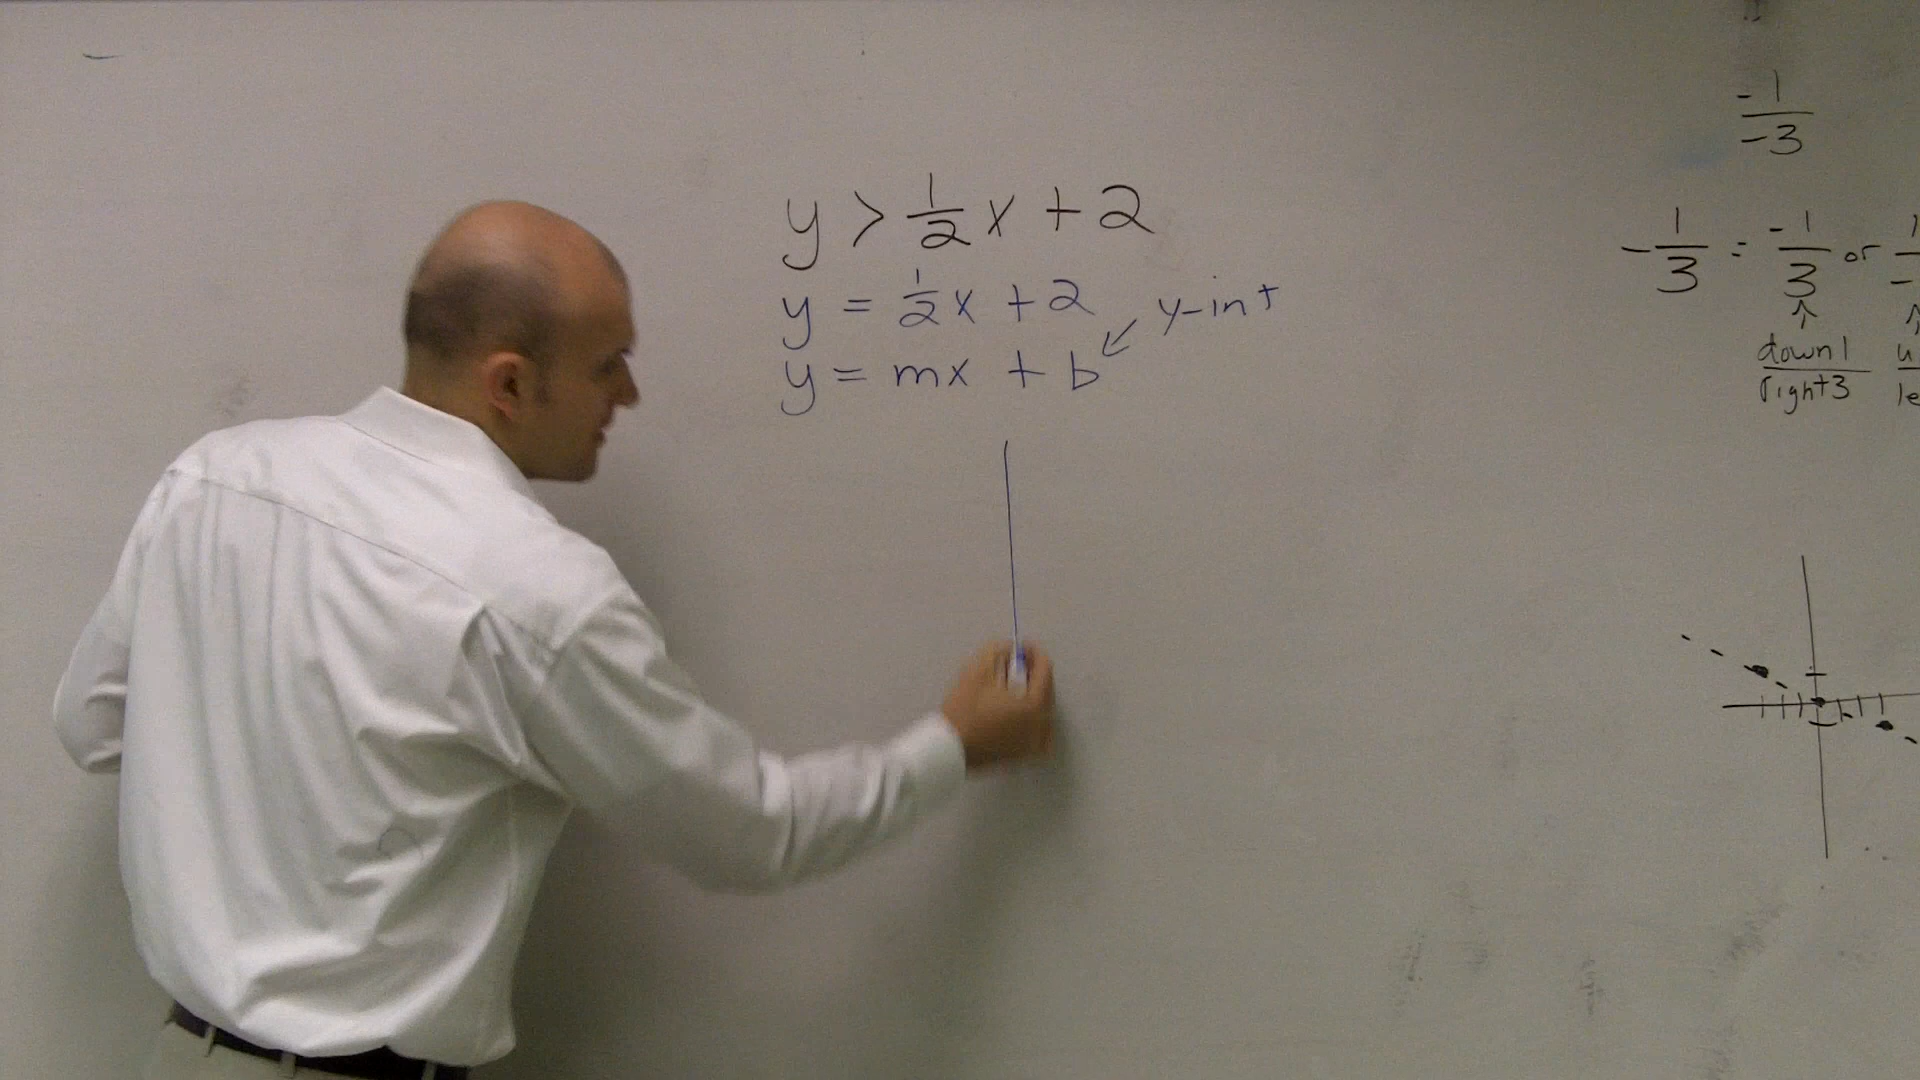 y > 1/2 x + 2
y = 1/2 x + 2
y-int
y = mx + b
-1/-3
-1/3 = -1/3 or
down 1
right 3